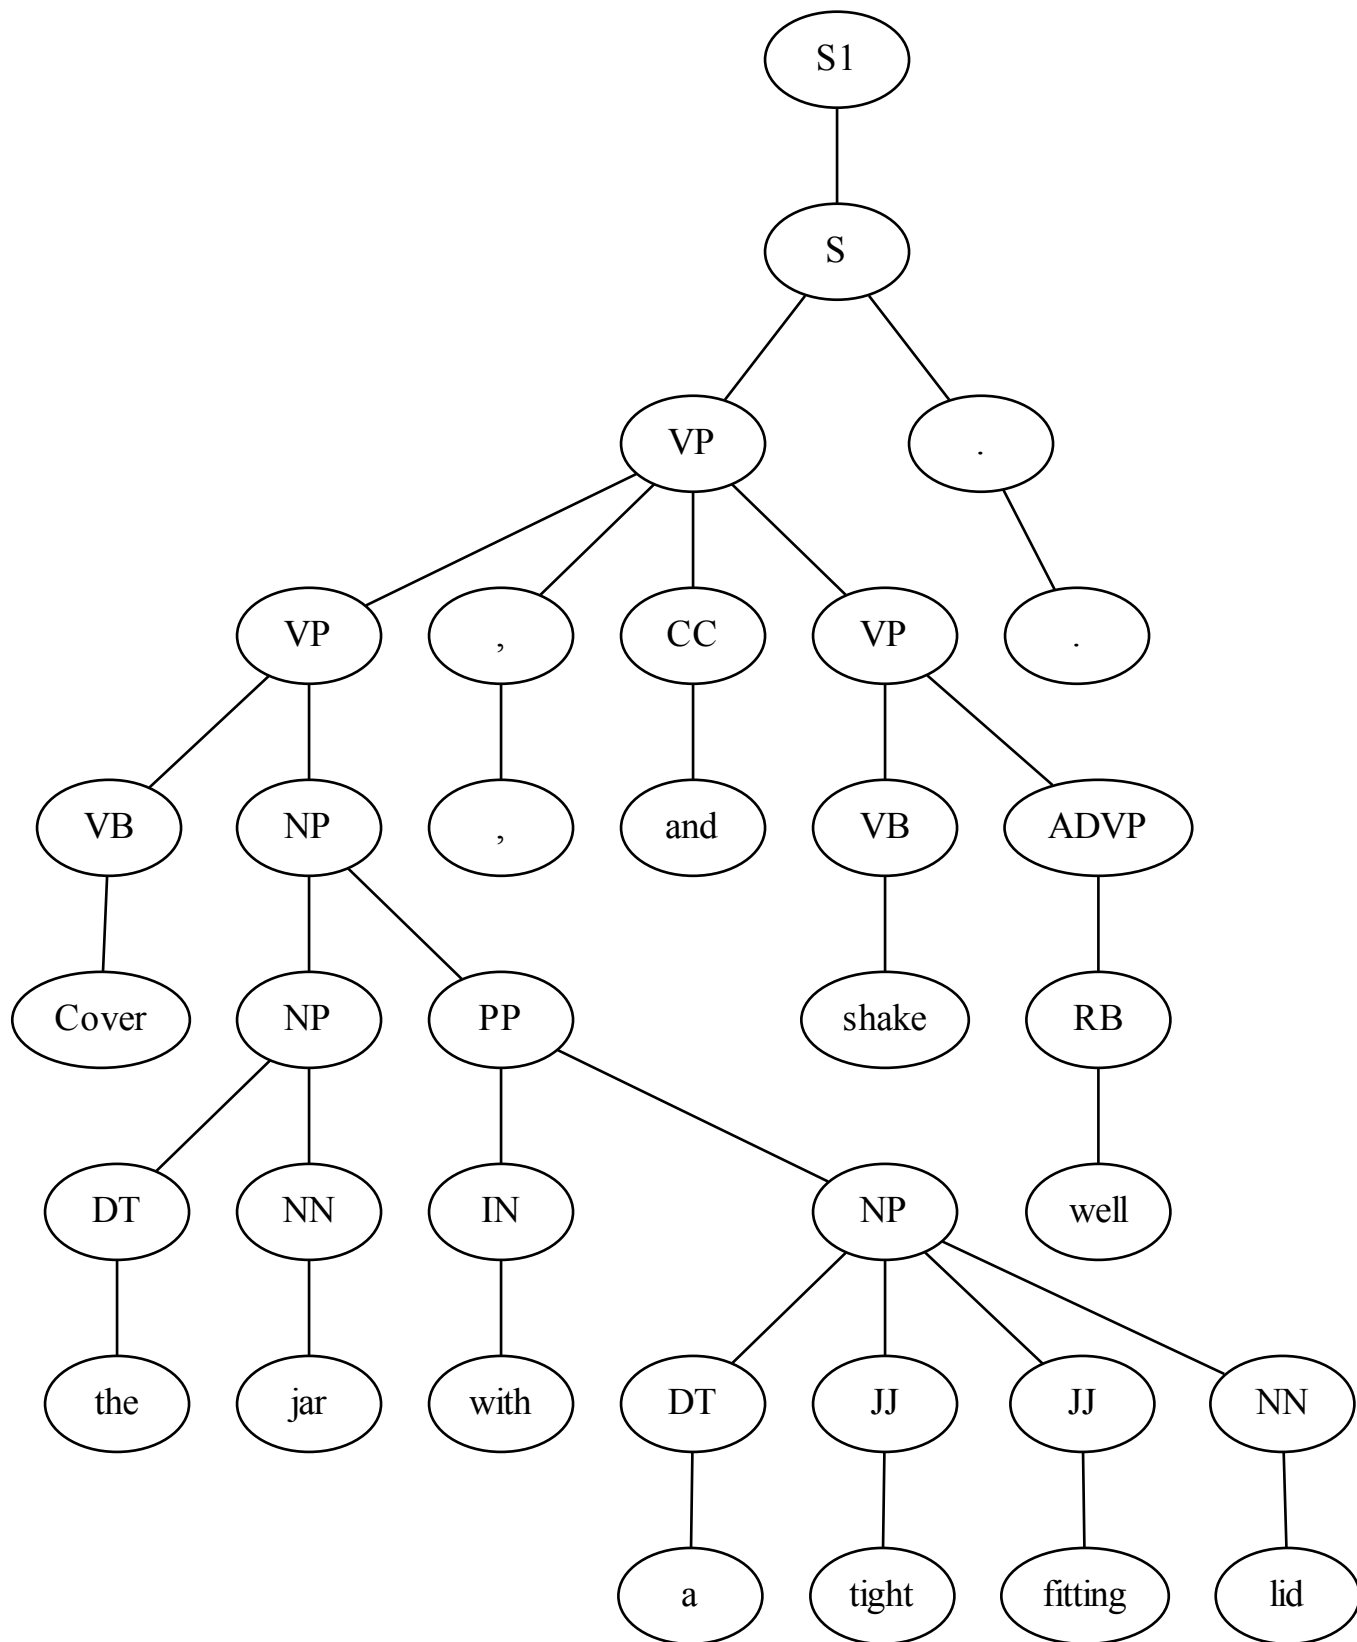 S1
S
VP .
VP , CC VP .
VB NP , and VB ADVP
Cover NP PP shake RB
DT NN IN NP well
the jar with DT JJ JJ NN
a tight fitting lid